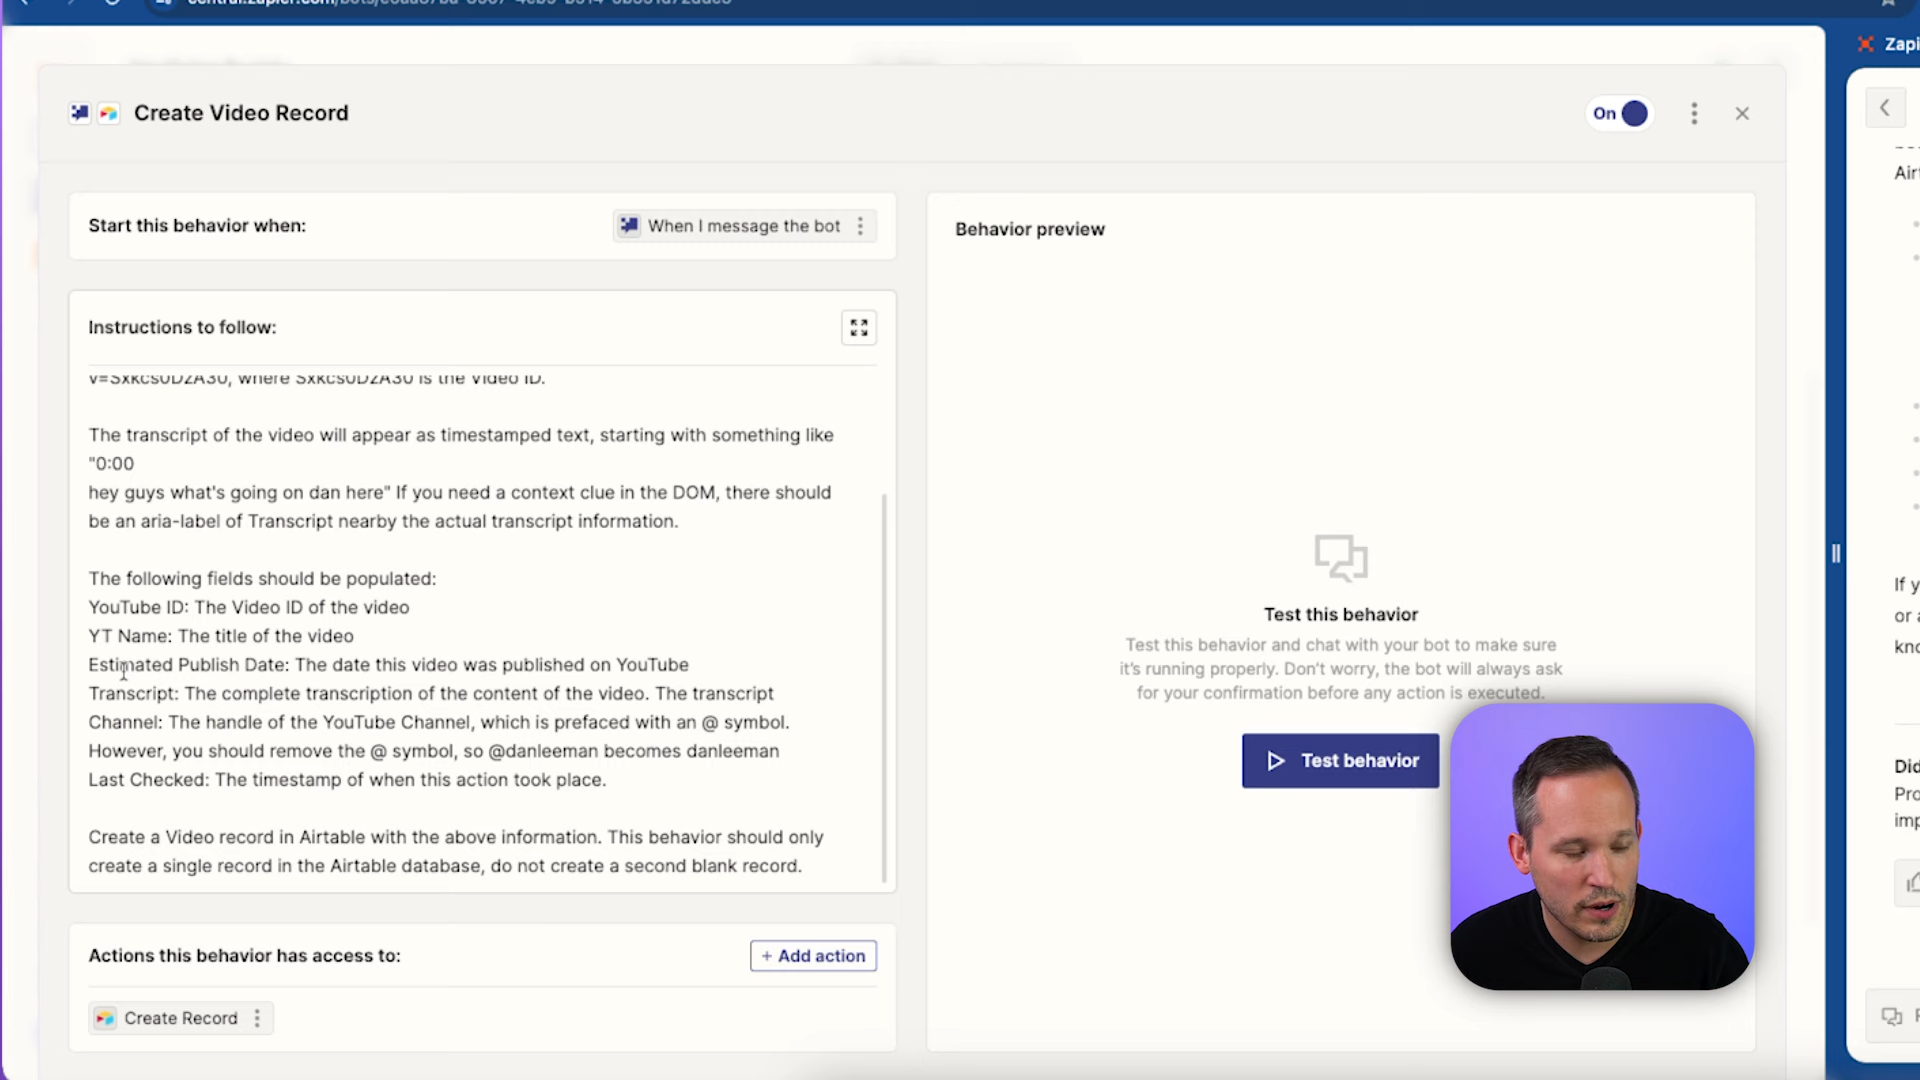 Create Video Record
On
Start this behavior when:
When I message the bot
Instructions to follow:
is the Video ID.
The transcript of the video will appear as timestamped text, starting with something like
"0:00
hey guys what's going on dan here" If you need a context clue in the DOM, there should
be an aria-label of Transcript nearby the actual transcript information.
The following fields should be populated:
YouTube ID: The Video ID of the video
YT Name: The title of the video
Estimated Publish Date: The date this video was published on YouTube
Transcript: The complete transcription of the content of the video. The transcript
Channel: The handle of the YouTube Channel, which is prefaced with an @ symbol.
However, you should remove the @ symbol, so @danleeman becomes danleeman
Last Checked: The timestamp of when this action took place.
Create a Video record in Airtable with the above information. This behavior should only
create a single record in the Airtable database, do not create a second blank record.
Actions this behavior has access to:
+ Add action
Create Record
Behavior preview
Test this behavior
Test this behavior and chat with your bot to make sure
it's running properly. Don't worry, the bot will always ask
for your confirmation before any action is executed.
Test behavior
Zapi
Air
If y
or a
kno
Did
Pro
imp